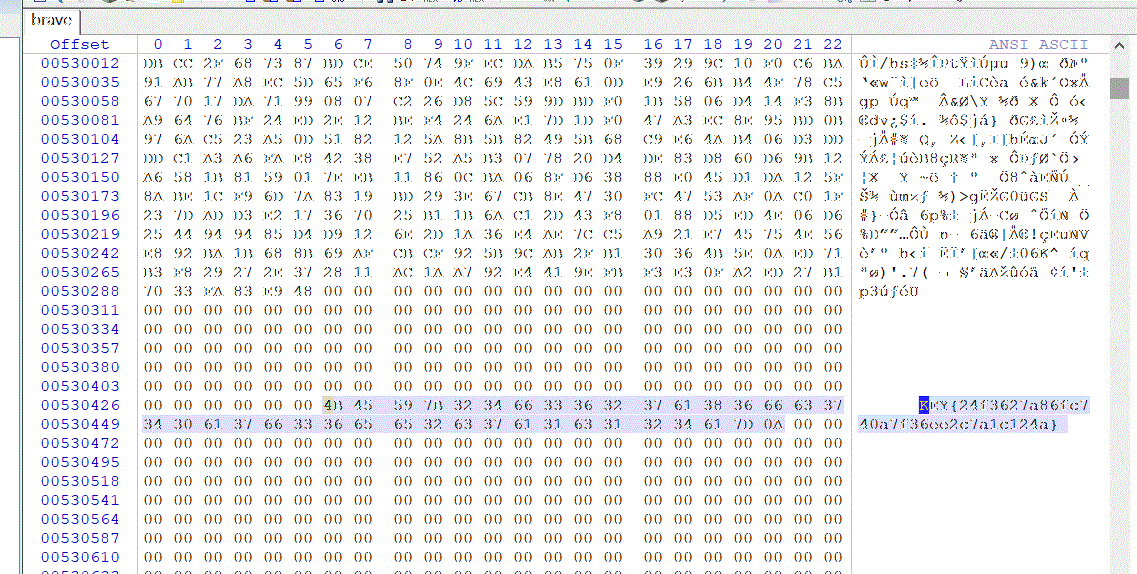 brave
Offset 0 1 2 3 4 5 6 7 8 9 10 11 12 13 14 15 16 17 18 19 20 21 22 ANSI ASCII
00530012 DB CC 2F 68 73 87 BD CE 50 74 9F EC DA B5 75 0F 39 29 9C 10 F0 C6 BA
00530035 91 AB 77 A8 EC 5D 65 F6 8F 0E 4C 69 43 E8 61 0D E9 26 6B B4 4F 78 C5
00530058 67 70 17 DA 71 99 08 07 C2 26 D8 5C 59 9D BD F0 1B 58 06 D4 14 F3 8B
00530081 A9 64 76 BF 24 ED 2E 12 BE F4 24 6A E1 7D 1D F0 47 A3 EC 8E 95 BD 0B
00530104 97 6A C5 23 A5 0D 51 82 12 5A 8B 5B 82 49 5B 68 C9 E6 4A B4 06 D3 DD
00530127 DD C1 A3 A6 FA E8 42 38 E7 52 A5 B3 07 78 20 D4 DE 83 D8 60 D6 9B 12
00530150 A6 58 1B 81 59 01 7E EB 11 86 0C BA 06 8F D6 38 88 E0 45 D1 DA 12 5F
00530173 8A BE 1C F9 6D 7A 83 19 BD 29 3E 67 CB 8E 47 30 FC 47 53 AF 0A C0 1F
00530196 23 7D AD D3 E2 17 36 70 25 B1 1B 6A C1 2D 43 F8 01 88 D5 ED 4E 06 D6
00530219 25 44 94 94 85 D4 D9 12 6E 2D 1A 36 E4 AE 7C C5 A9 21 E7 45 75 4E 56
00530242 F8 92 BA 1B 68 8B 69 AF CB CF 92 5B 9C AB 2F B1 30 36 4B 5E 0A ED 71
00530265 B3 F8 29 27 2E 37 28 11 AC 1A A7 92 E4 41 9E FB F3 E3 0F A2 ED 27 B1
00530288 70 33 FA 83 E9 48 00 00 00 00 00 00 00 00 00 00 00 00 00 00 00 00 00
00530311 00 00 00 00 00 00 00 00 00 00 00 00 00 00 00 00 00 00 00 00 00 00 00
00530334 00 00 00 00 00 00 00 00 00 00 00 00 00 00 00 00 00 00 00 00 00 00 00
00530357 00 00 00 00 00 00 00 00 00 00 00 00 00 00 00 00 00 00 00 00 00 00 00
00530380 00 00 00 00 00 00 00 00 00 00 00 00 00 00 00 00 00 00 00 00 00 00 00
00530403 00 00 00 00 00 00 00 00 00 00 00 00 00 00 00 00 00 00 00 00 00 00 00
00530426 00 00 00 00 00 00 4B 45 59 7B 32 34 66 33 36 32 37 61 38 36 66 63 37 KEY{24f3627a86fc7
00530449 34 30 61 37 66 33 36 65 65 32 63 37 61 31 63 31 32 34 61 7D 0A 00 00 40a7f36ee2c7a1c124a}
00530472 00 00 00 00 00 00 00 00 00 00 00 00 00 00 00 00 00 00 00 00 00 00 00
00530495 00 00 00 00 00 00 00 00 00 00 00 00 00 00 00 00 00 00 00 00 00 00 00
00530518 00 00 00 00 00 00 00 00 00 00 00 00 00 00 00 00 00 00 00 00 00 00 00
00530541 00 00 00 00 00 00 00 00 00 00 00 00 00 00 00 00 00 00 00 00 00 00 00
00530564 00 00 00 00 00 00 00 00 00 00 00 00 00 00 00 00 00 00 00 00 00 00 00
00530587 00 00 00 00 00 00 00 00 00 00 00 00 00 00 00 00 00 00 00 00 00 00 00
00530610 00 00 00 00 00 00 00 00 00 00 00 00 00 00 00 00 00 00 00 00 00 00 00